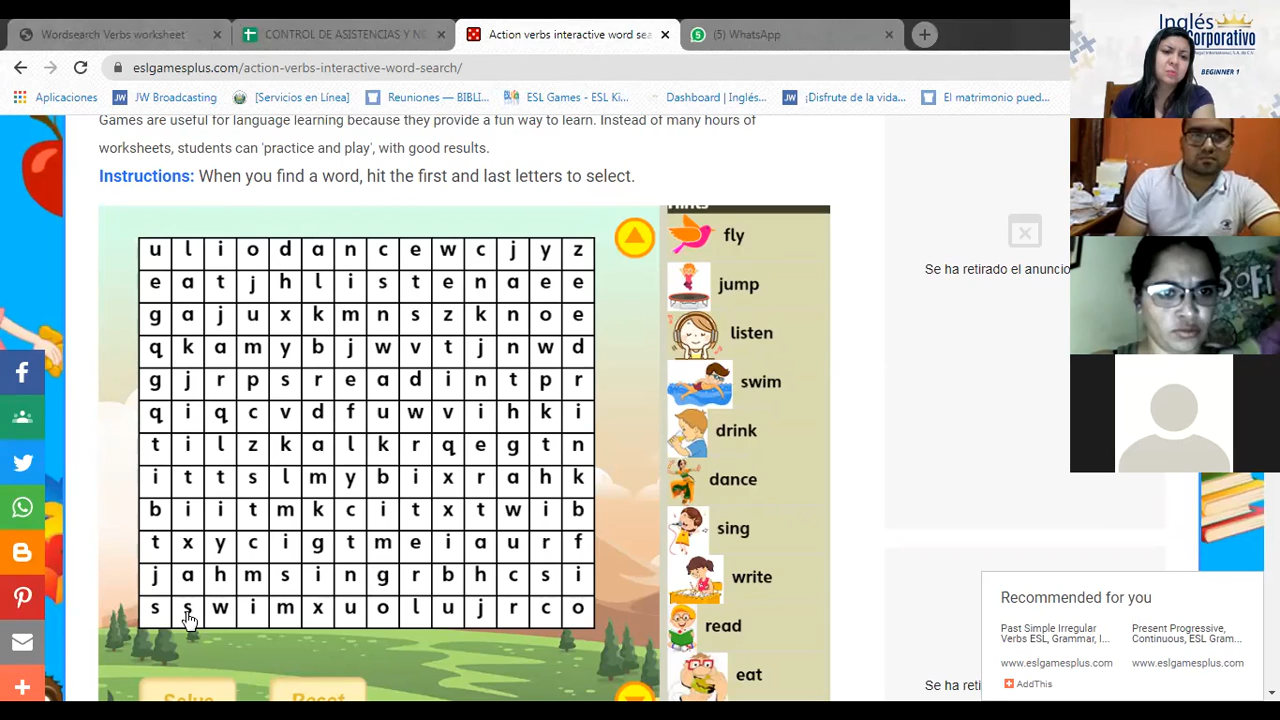 Wordsearch Verbs worksheet
CONTROL DE ASISTENCIAS Y N
Action verbs interactive word sea
(5) WhatsApp
eslgamesplus.com/action-verbs-interactive-word-search/
Aplicaciones
JW Broadcasting
[Servicios en Línea]
Reuniones — BIBLI...
ESL Games - ESL Ki...
Dashboard | Inglés...
¡Disfrute de la vida...
El matrimonio pued...
Inglés
Corporativo
BEGINNER 1
Games are useful for language learning because they provide a fun way to learn. Instead of many hours of
worksheets, students can 'practice and play', with good results.
Instructions: When you find a word, hit the first and last letters to select.
u l i o d a n c e w c j y z
e a t j h l i s t e n a e e
g a j u x k m n s z k n o e
q k a m y b j w v t j n w d
g j r p s r e a d i n t p r
q i q c v d f u w v i h k i
t i l z k a l k r q e g t n
i t t s l m y b i x r a h k
b i i t m k c i t x t w i b
t x y c i g t m e i a u r f
j a h m s i n g r b h c s i
s s w i m x u o l u j r c o
Solve
Reset
Hints
fly
jump
listen
swim
drink
dance
sing
write
read
eat
Se ha retirado el anuncio
SOFI
Recommended for you
Past Simple Irregular
Verbs ESL, Grammar, I...
www.eslgamesplus.com
Present Progressive,
Continuous, ESL Gram...
www.eslgamesplus.com
AddThis
Se ha reti